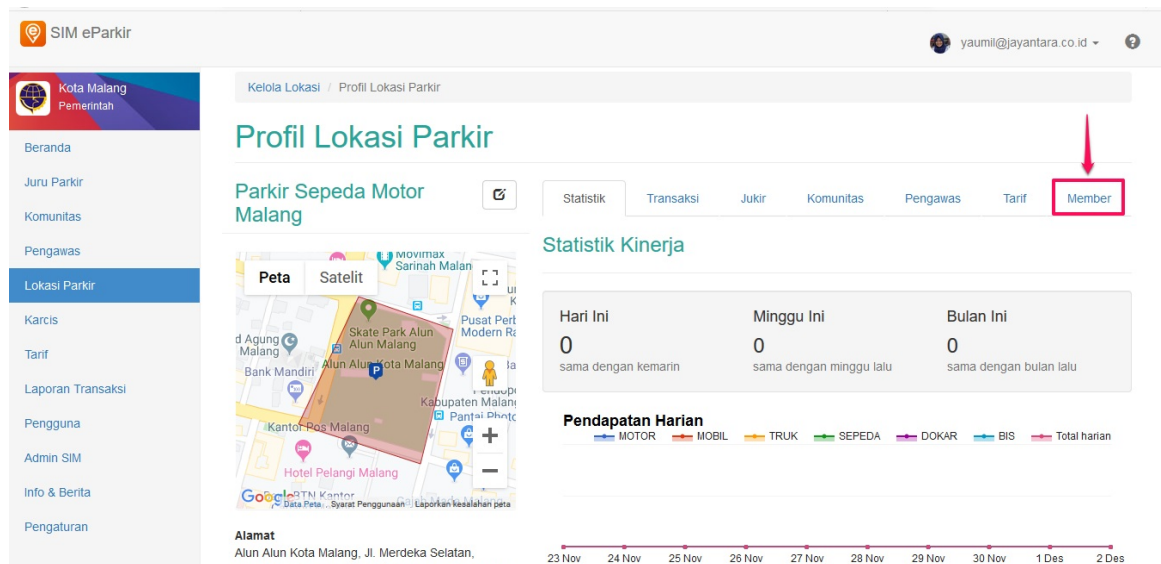 SIM eParkir
yaumil@jayantara.co.id
Kota Malang
Pemerintah
Beranda
Juru Parkir
Komunitas
Pengawas
Lokasi Parkir
Karcis
Tarif
Laporan Transaksi
Pengguna
Admin SIM
Info & Berita
Pengaturan
Kelola Lokasi / Profil Lokasi Parkir
Profil Lokasi Parkir
Parkir Sepeda Motor
Malang
Peta Satelit
Movimax
Sarinah Malan
Pusat Perb
Modern Ra
Skate Park Alun
Alun Malang
d Agung
Malang
Bank Mandiri
Alun Alun Kota Malang
Kabupaten Malang
Pantai Photo
Kantor Pos Malang
Hotel Pelangi Malang
Google
BTN Kantor
Data Peta Syarat Penggunaan Laporkan kesalahan peta
Alamat
Alun Alun Kota Malang, Jl. Merdeka Selatan,
Statistik Transaksi Jukir Komunitas Pengawas Tarif Member
Statistik Kinerja
Hari Ini Minggu Ini Bulan Ini
0 0 0
sama dengan kemarin sama dengan minggu lalu sama dengan bulan lalu
Pendapatan Harian
MOTOR MOBIL TRUK SEPEDA DOKAR BIS Total harian
23 Nov 24 Nov 25 Nov 26 Nov 27 Nov 28 Nov 29 Nov 30 Nov 1 Des 2 Des